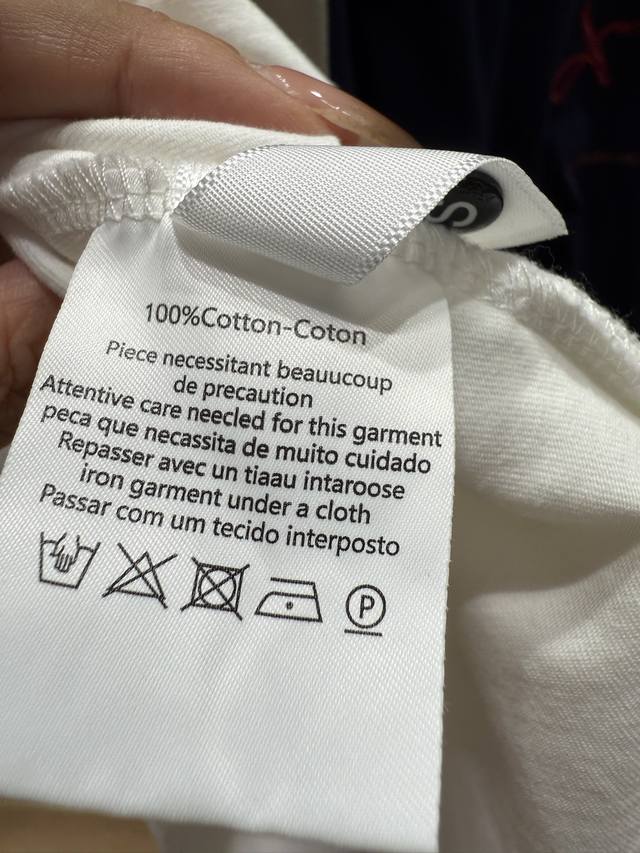 S
100%Cotton-Coton
Piece necessitant beauucoup
de precaution
Attentive care neecled for this garment
peca que necassita de muito cuidado
Repasser avec un tiaau intaroose
iron garment under a cloth
Passar com um tecido interposto
P